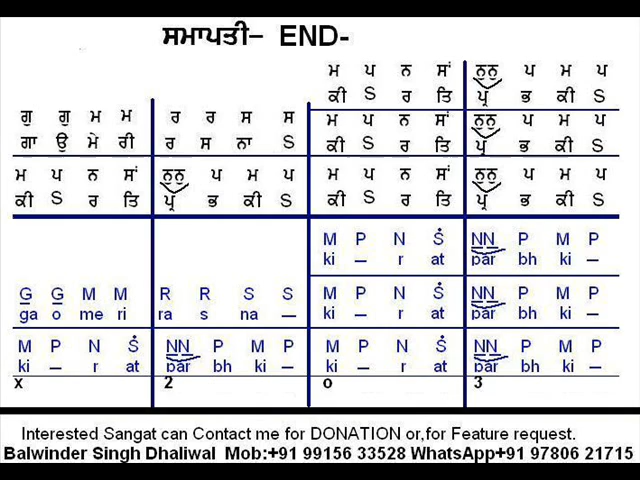 ਸਮਾਪਤੀ– END-
ਮ ਪ ਨ ਸਾਂ ਨੁਨੁ ਪ ਮ ਪ
ਕੀ S ਰ ਤਿ ਪ੍ਰ ਭ ਕੀ S
ਗੁ ਗੁ ਮ ਮ ਰ ਰ ਸ ਸ ਮ ਪ ਨ ਸਾਂ ਨੁਨੁ ਪ ਮ ਪ
ਗਾ ਉ ਮੇ ਰੀ ਰ ਸ ਨਾ S ਕੀ S ਰ ਤਿ ਪ੍ਰ ਭ ਕੀ S
ਮ ਪ ਨ ਸਾਂ ਨੁਨੁ ਪ ਮ ਪ ਮ ਪ ਨ ਸਾਂ ਨੁਨੁ ਪ ਮ ਪ
ਕੀ S ਰ ਤਿ ਪ੍ਰ ਭ ਕੀ S ਕੀ S ਰ ਤਿ ਪ੍ਰ ਭ ਕੀ S
M P N Ṡ NN P M P
ki – r at par bh ki –
G G M M R R S S M P N Ṡ NN P M P
ga o me ri ra s na – ki – r at par bh ki –
M P N Ṡ NN P M P M P N Ṡ NN P M P
ki – r at par bh ki – ki – r at par bh ki –
x 2 o 3
Interested Sangat can Contact me for DONATION or,for Feature request.
Balwinder Singh Dhaliwal Mob:+91 99156 33528 WhatsApp+91 97806 21715